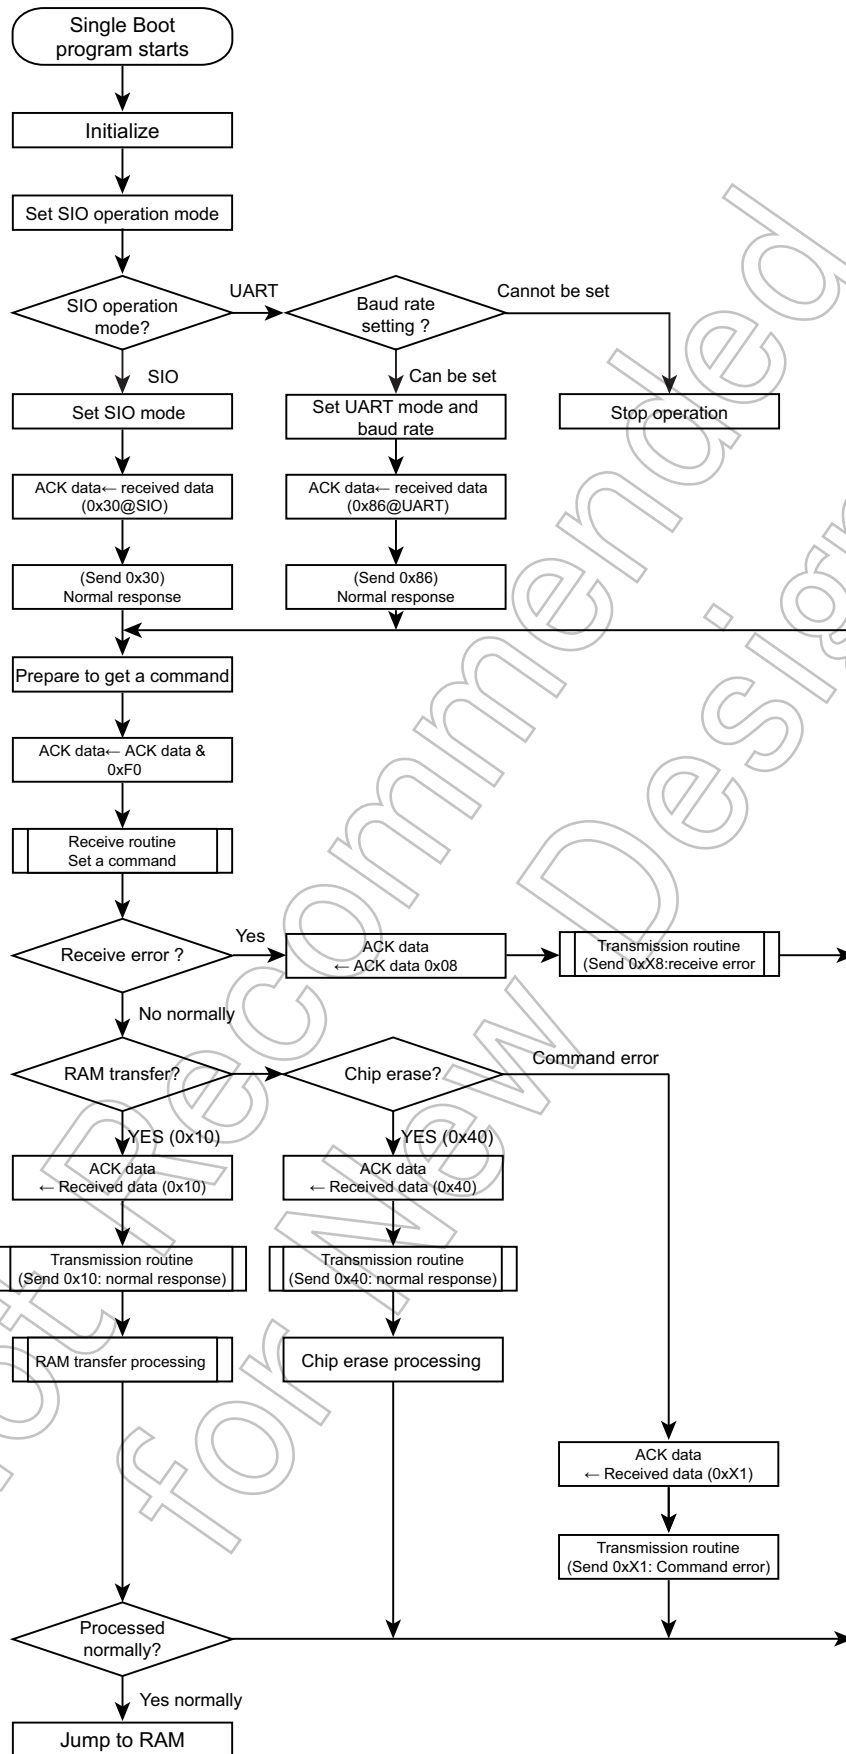 Single Boot
program starts
Initialize
Set SIO operation mode
SIO operation
mode?
UART
Baud rate
setting ?
Cannot be set
SIO
Can be set
Set SIO mode
Set UART mode and
baud rate
Stop operation
ACK data← received data
(0x30@SIO)
ACK data← received data
(0x86@UART)
(Send 0x30)
Normal response
(Send 0x86)
Normal response
Prepare to get a command
ACK data← ACK data &
0xF0
Receive routine
Set a command
Receive error ?
Yes
ACK data
← ACK data 0x08
Transmission routine
(Send 0xX8:receive error
No normally
RAM transfer?
Chip erase?
Command error
YES (0x10)
YES (0x40)
ACK data
← Received data (0x10)
ACK data
← Received data (0x40)
Transmission routine
(Send 0x10: normal response)
Transmission routine
(Send 0x40: normal response)
RAM transfer processing
Chip erase processing
ACK data
← Received data (0xX1)
Transmission routine
(Send 0xX1: Command error)
Processed
normally?
Yes normally
Jump to RAM
Not Recommended
for New Design